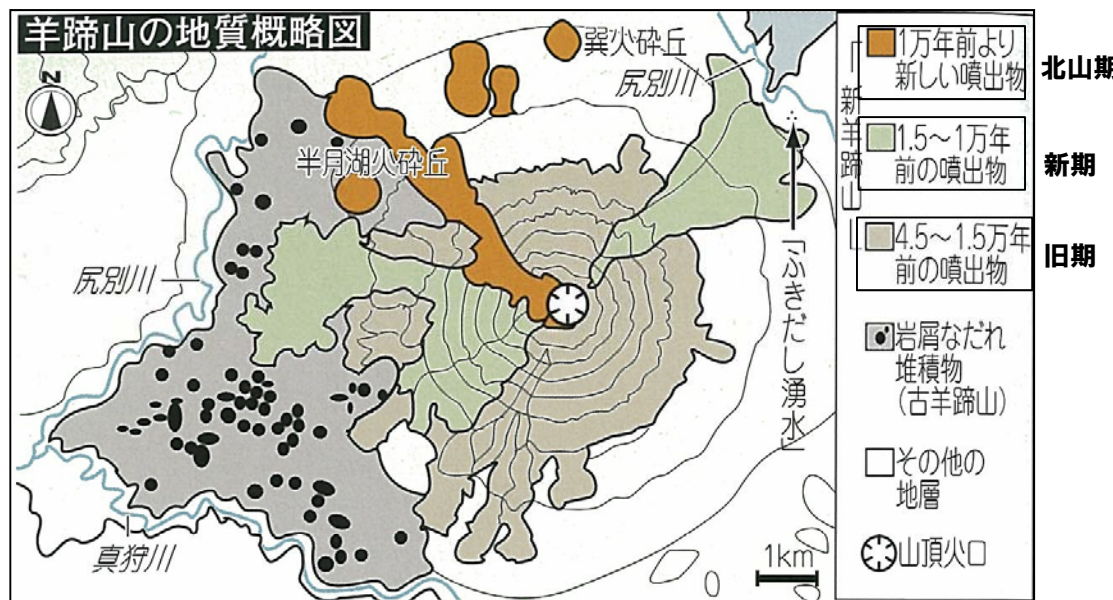 羊蹄山の地質概略図
N
巽火砕丘
尻別川
半月湖火砕丘
尻別川
真狩川
「ふきだし湧水」
1km
新羊蹄山
1万年前より
新しい噴出物
北山期
1.5～1万年
前の噴出物
新期
4.5～1.5万年
前の噴出物
旧期
岩屑なだれ
堆積物
（古羊蹄山）
その他の
地層
山頂火口